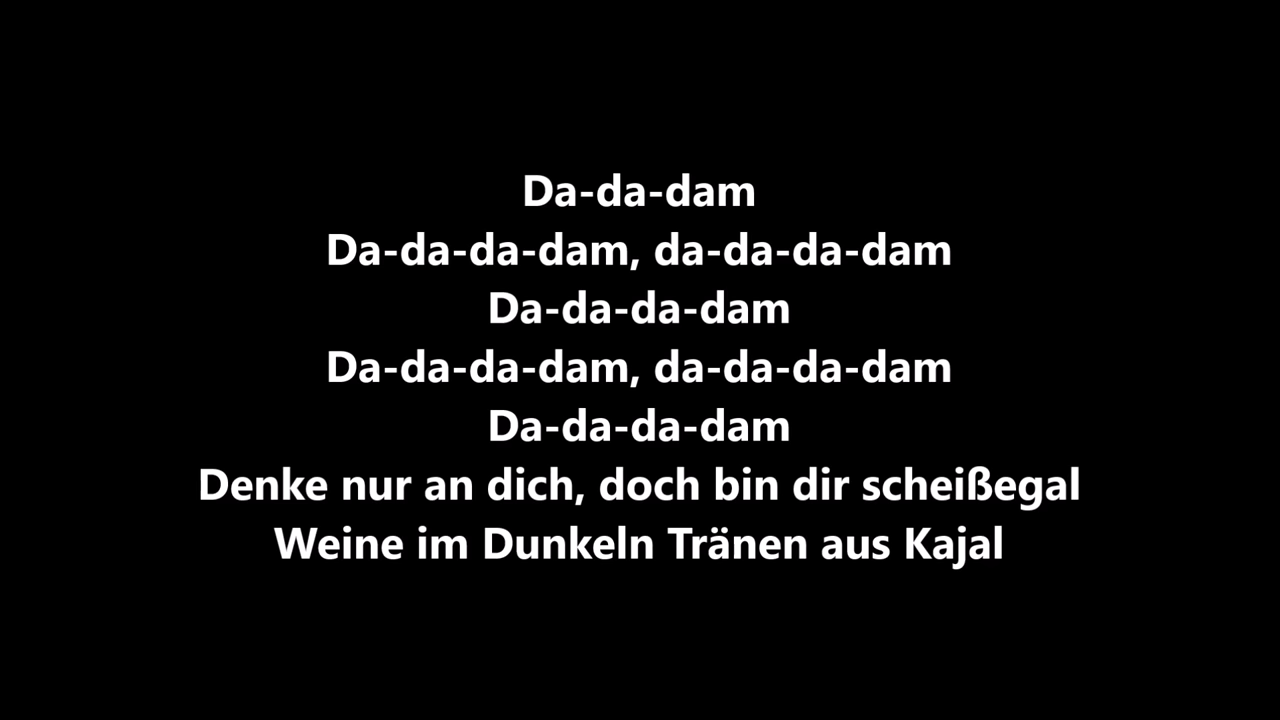 Da-da-dam
Da-da-da-dam, da-da-da-dam
Da-da-da-dam
Da-da-da-dam, da-da-da-dam
Da-da-da-dam
Denke nur an dich, doch bin dir scheißegal
Weine im Dunkeln Tränen aus Kajal